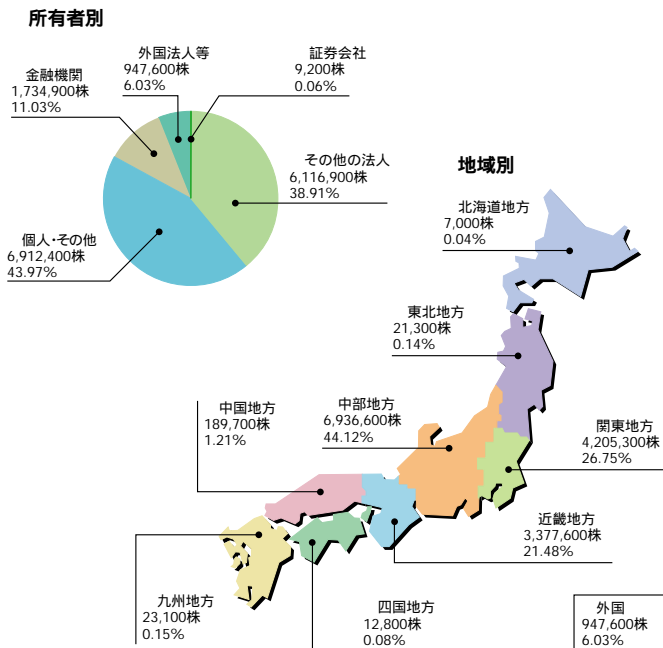 所有者別
外国法人等
947,600株
6.03%
証券会社
9,200株
0.06%
金融機関
1,734,900株
11.03%
その他の法人
6,116,900株
38.91%
個人・その他
6,912,400株
43.97%
地域別
北海道地方
7,000株
0.04%
東北地方
21,300株
0.14%
中国地方
189,700株
1.21%
中部地方
6,936,600株
44.12%
関東地方
4,205,300株
26.75%
近畿地方
3,377,600株
21.48%
九州地方
23,100株
0.15%
四国地方
12,800株
0.08%
外国
947,600株
6.03%